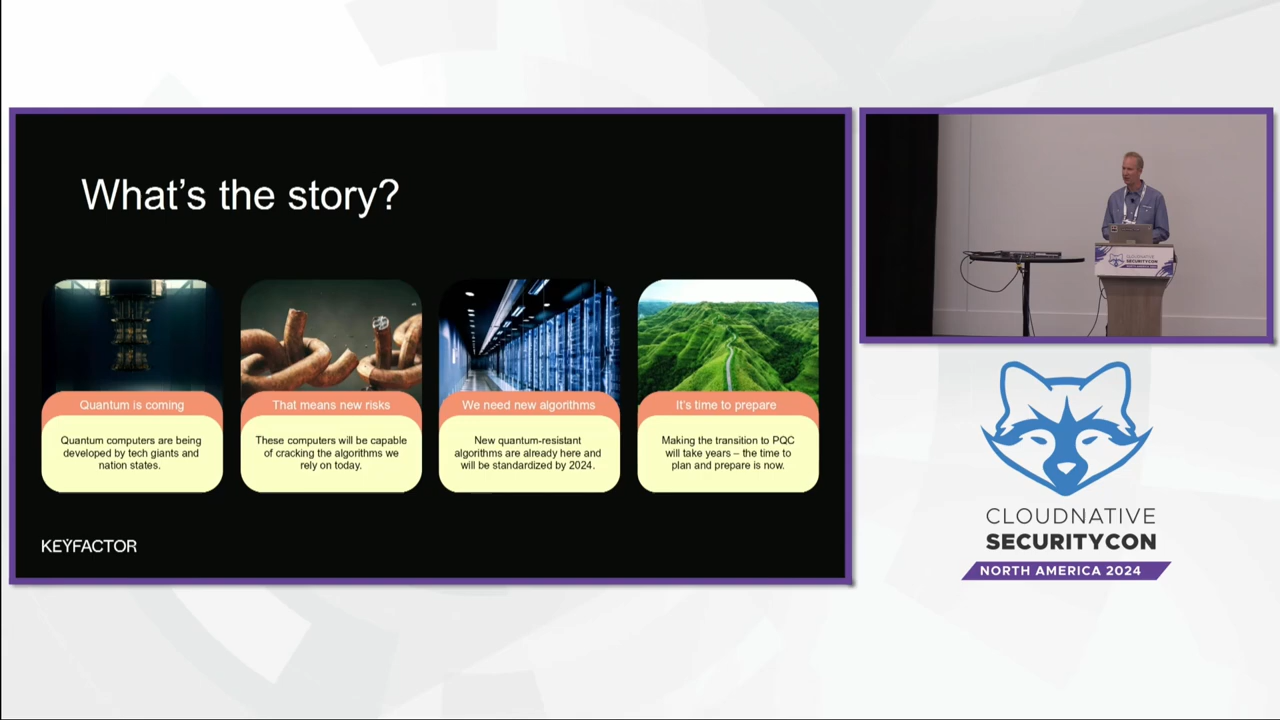 What's the story?
Quantum is coming
Quantum computers are being
developed by tech giants and
nation states.
That means new risks
These computers will be capable
of cracking the algorithms we
rely on today.
We need new algorithms
New quantum-resistant
algorithms are already here and
will be standardized by 2024.
It's time to prepare
Making the transition to PQC
will take years – the time to
plan and prepare is now.
KEYFACTOR
CLOUDNATIVE
SECURITYCON
CLOUDNATIVE
SECURITYCON
NORTH AMERICA 2024